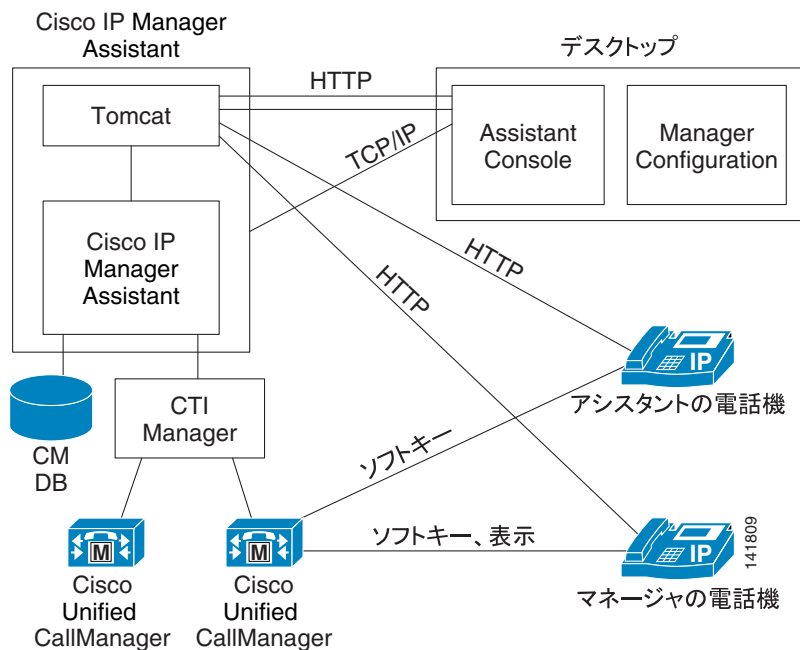 Cisco IP Manager
Assistant
デスクトップ
HTTP
Tomcat
Assistant
Console
Manager
Configuration
TCP/IP
Cisco IP
Manager
Assistant
HTTP
HTTP
IP
アシスタントの電話機
CTI
Manager
CM
DB
ソフトキー
M
M
ソフトキー、表示
IP
141809
マネージャの電話機
Cisco
Unified
CallManager
Cisco
Unified
CallManager